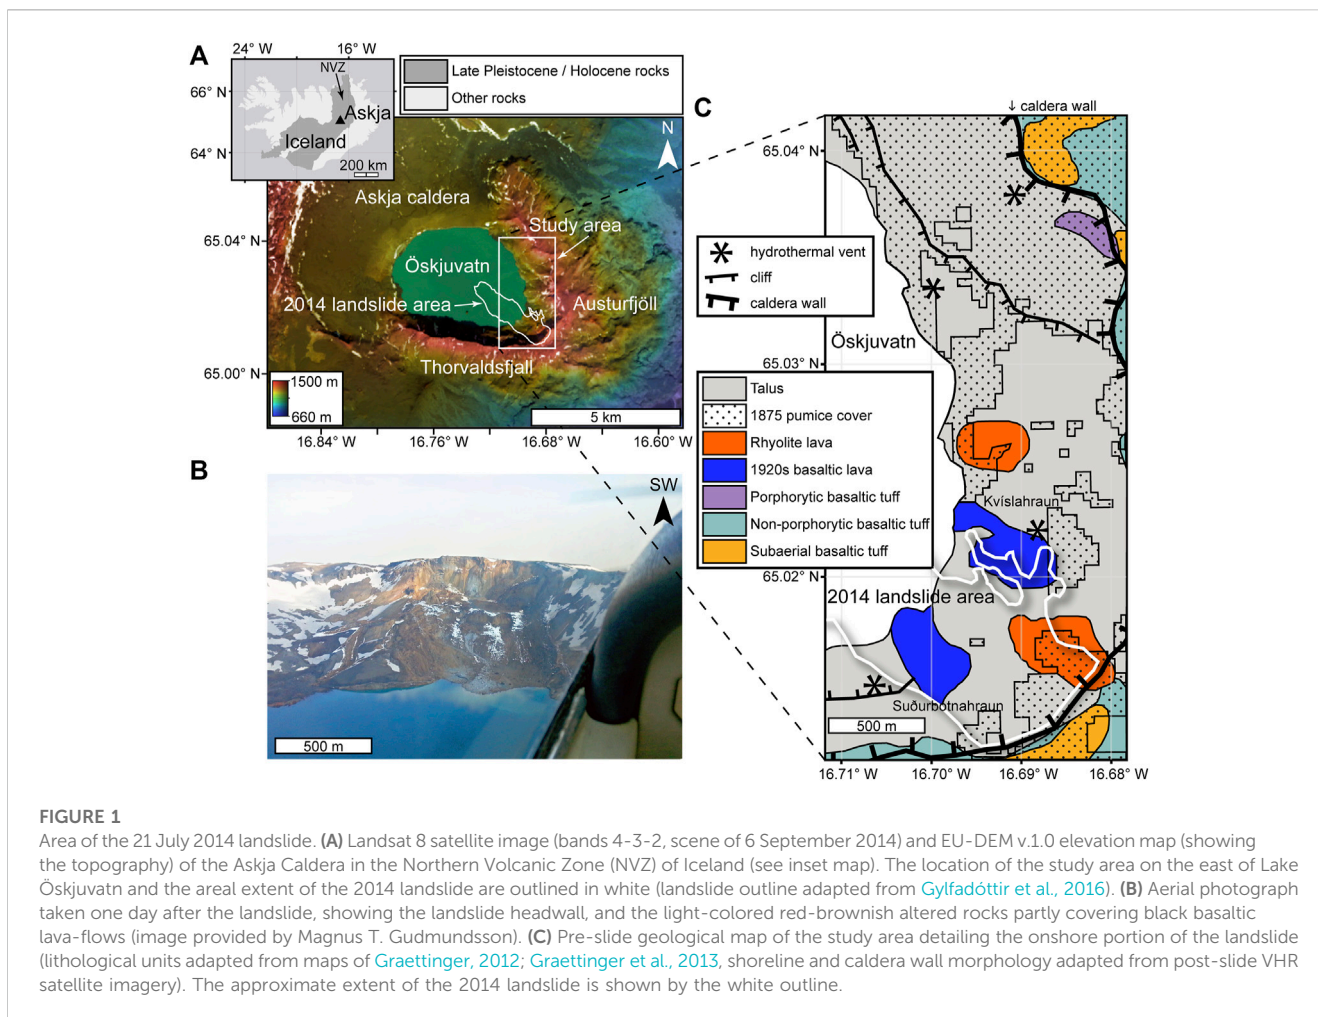 A
24° W
16° W
NVZ
66° N
64° N
Askja
Iceland
200 km
Late Pleistocene / Holocene rocks
Other rocks
N
Askja caldera
Study area
65.04° N
Öskjuvatn
2014 landslide
area
Austurfjöll
Thorvaldsfjall
65.00° N
1500 m
660 m
5 km
16.84° W
16.76° W
16.68° W
16.60° W
B
SW
500 m
C
↓ caldera wall
65.04° N
hydrothermal vent
cliff
caldera wall
Öskjuvatn
65.03° N
Talus
1875 pumice cover
Rhyolite lava
1920s basaltic lava
Porphorytic basaltic tuff
Non-porphorytic basaltic tuff
Subaerial basaltic tuff
Kvíslahraun
65.02° N
2014 landslide area
Suðurbotnahraun
500 m
16.71° W
16.70° W
16.69° W
16.68° W
FIGURE 1
Area of the 21 July 2014 landslide. (A) Landsat 8 satellite image (bands 4-3-2, scene of 6 September 2014) and EU-DEM v.1.0 elevation map (showing
the topography) of the Askja Caldera in the Northern Volcanic Zone (NVZ) of Iceland (see inset map). The location of the study area on the east of Lake
Öskjuvatn and the areal extent of the 2014 landslide are outlined in white (landslide outline adapted from Gylfadóttir et al., 2016). (B) Aerial photograph
taken one day after the landslide, showing the landslide headwall, and the light-colored red-brownish altered rocks partly covering black basaltic
lava-flows (image provided by Magnus T. Gudmundsson). (C) Pre-slide geological map of the study area detailing the onshore portion of the landslide
(lithological units adapted from maps of Graettinger, 2012; Graettinger et al., 2013, shoreline and caldera wall morphology adapted from post-slide VHR
satellite imagery). The approximate extent of the 2014 landslide is shown by the white outline.